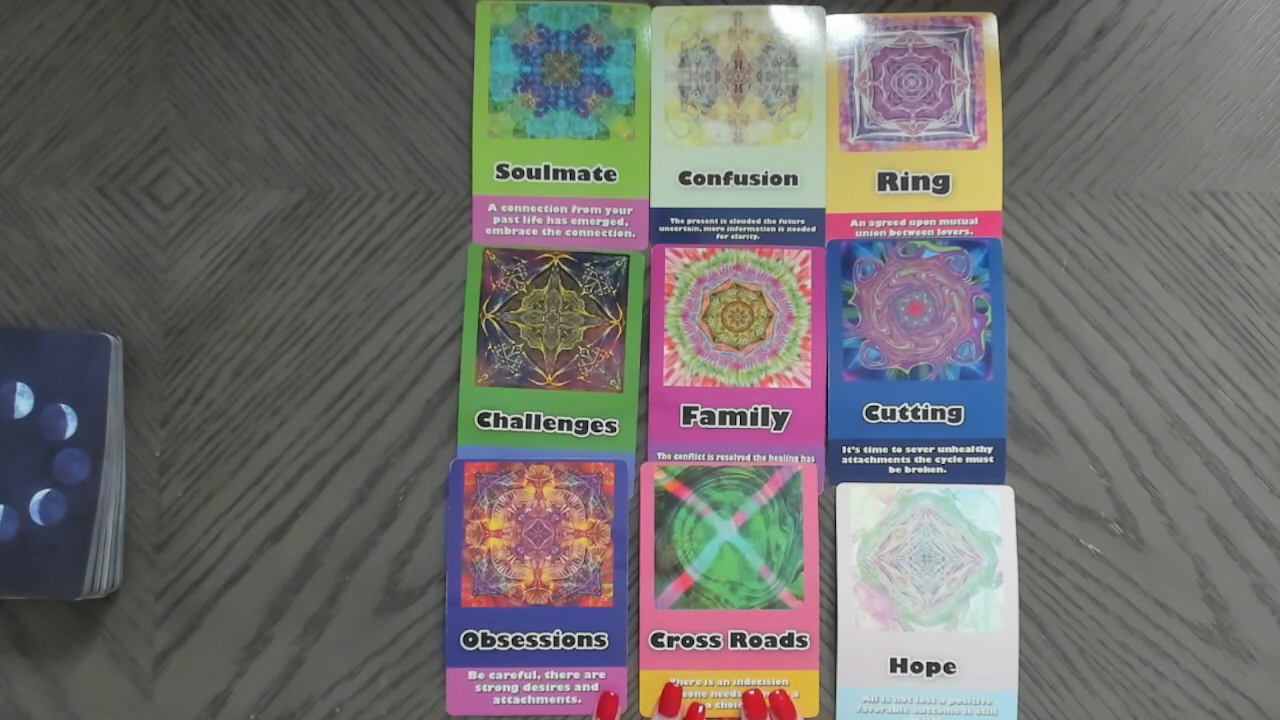 Soulmate
A connection from your
past life has emerged,
embrace the connection.
Confusion
The present is clouded the future
uncertain, more information is needed
for clarity.
Ring
An agreed upon mutual
union between lovers.
Challenges
Family
The conflict is resolved the healing has
Cutting
It's time to sever unhealthy
attachments the cycle must
be broken.
Obsessions
Be careful, there are
strong desires and
attachments.
Cross Roads
There is an indecision
needs a
a
Hope
All is not lost a positive
favorable outcome is still